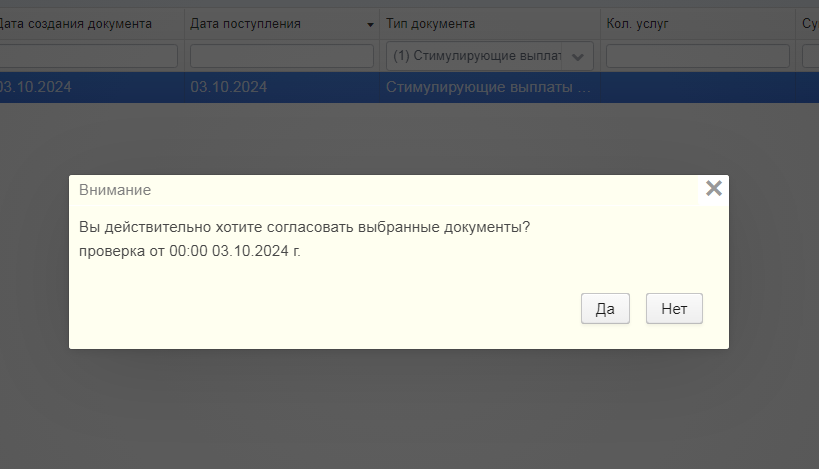 Дата создания документа Дата поступления Тип документа Кол. услуг Су
(1) Стимулирующие выплат
03.10.2024 03.10.2024 Стимулирующие выплаты ...
Внимание
Вы действительно хотите согласовать выбранные документы?
проверка от 00:00 03.10.2024 г.
Да Нет